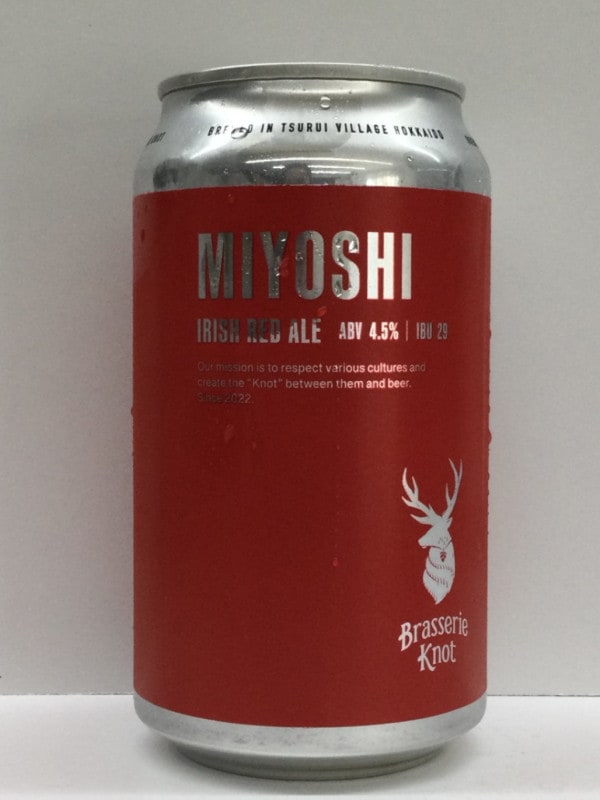 BREWED IN TSURUI VILLAGE HOKKAIDO
MIYOSHI
IRISH RED ALE ABV 4.5% | IBU 29
Our mission is to respect various cultures and
create the "Knot" between them and beer.
Since 2022.
Brasserie
Knot